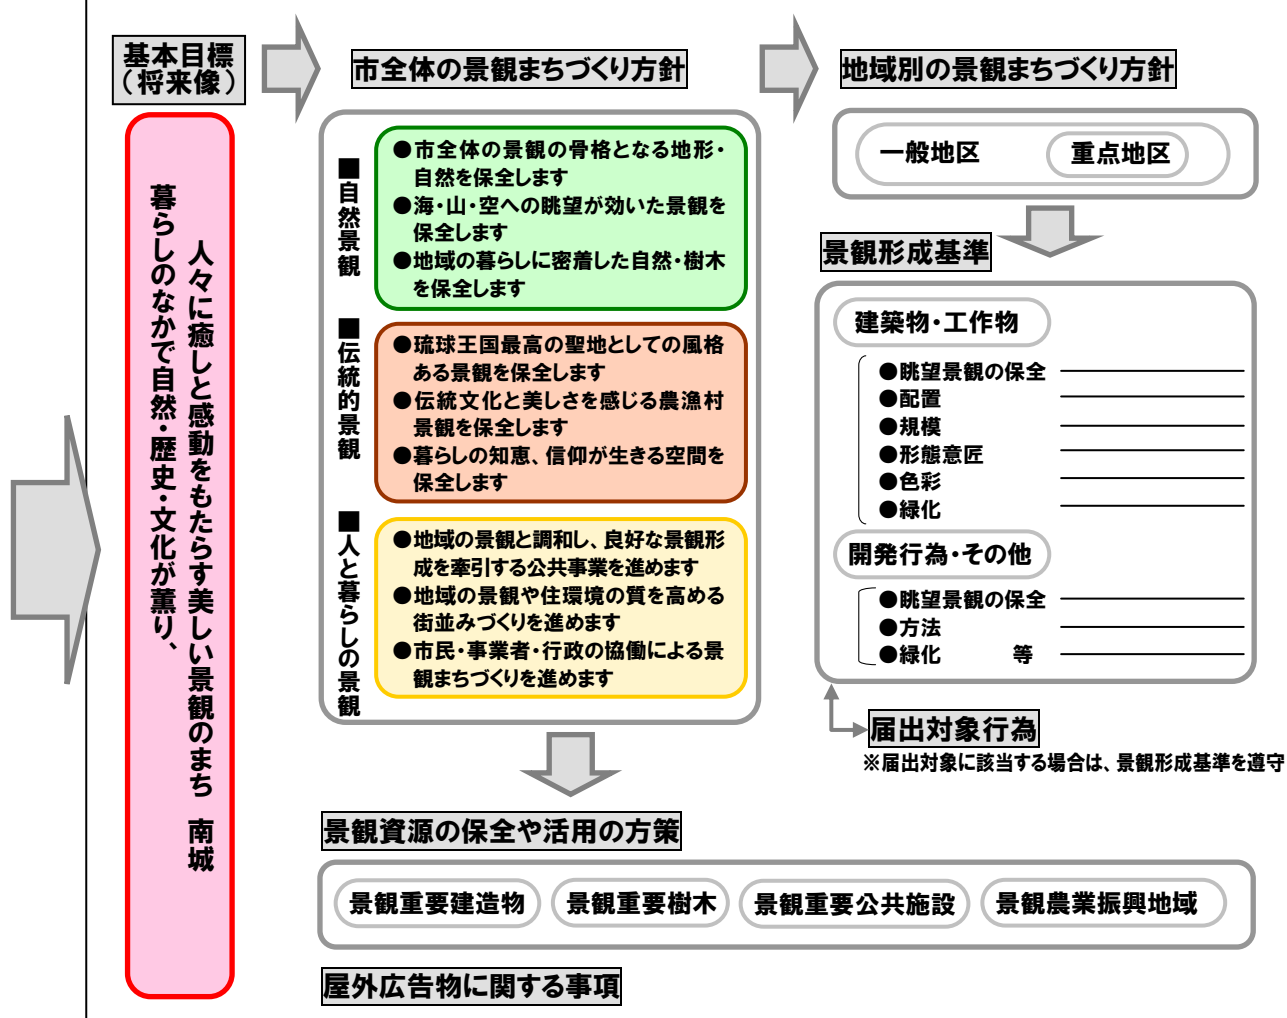 基本目標
（将来像）
暮らしのなかで自然・歴史・文化が薫り、
人々に癒しと感動をもたらす美しい景観のまち　南城
市全体の景観まちづくり方針
■自然景観
●市全体の景観の骨格となる地形・
自然を保全します
●海・山・空への眺望が効いた景観を
保全します
●地域の暮らしに密着した自然・樹木
を保全します
■伝統的景観
●琉球王国最高の聖地としての風格
ある景観を保全します
●伝統文化と美しさを感じる農漁村
景観を保全します
●暮らしの知恵、信仰が生きる空間を
保全します
■人と暮らしの景観
●地域の景観と調和し、良好な景観形
成を牽引する公共事業を進めます
●地域の景観や住環境の質を高める
街並みづくりを進めます
●市民・事業者・行政の協働による景
観まちづくりを進めます
地域別の景観まちづくり方針
一般地区
重点地区
景観形成基準
建築物・工作物
●眺望景観の保全
●配置
●規模
●形態意匠
●色彩
●緑化
開発行為・その他
●眺望景観の保全
●方法
●緑化　　　等
届出対象行為
※届出対象に該当する場合は、景観形成基準を遵守
景観資源の保全や活用の方策
景観重要建造物
景観重要樹木
景観重要公共施設
景観農業振興地域
屋外広告物に関する事項